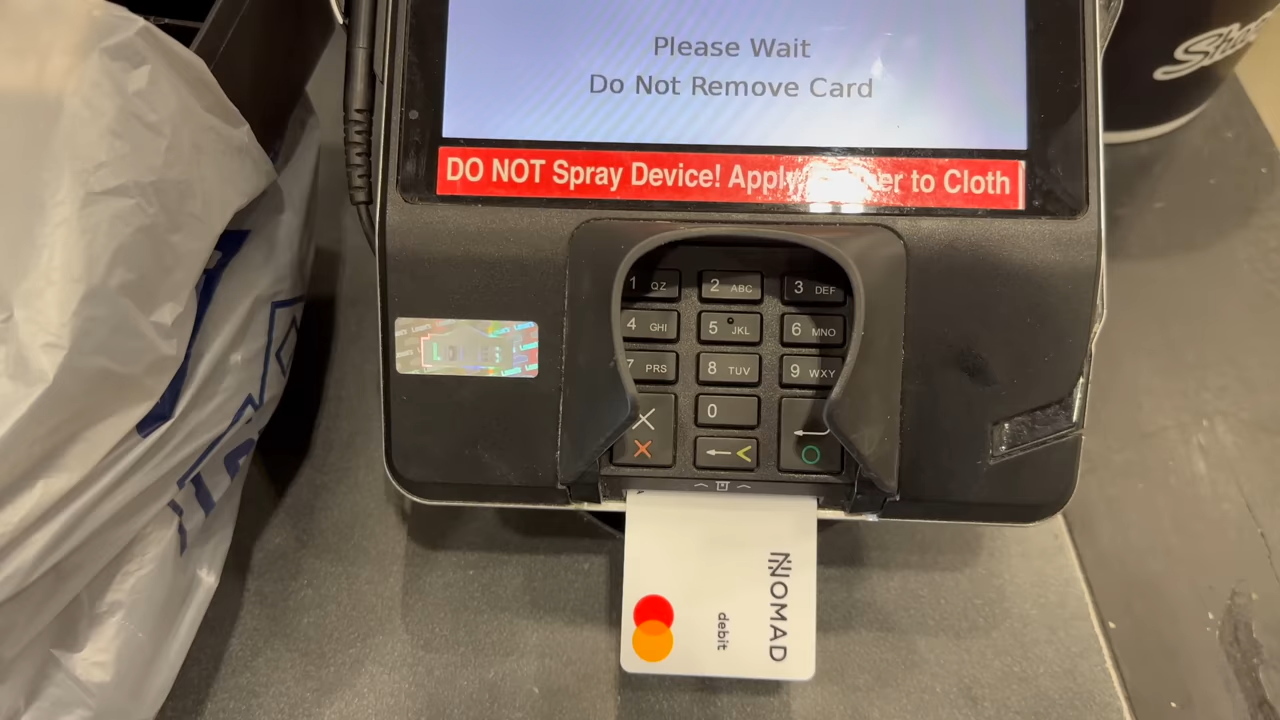 Please Wait
Do Not Remove Card
DO NOT Spray Device! Apply to Cloth
1 QZ
2 ABC
3 DEF
4 GHI
5 JKL
6 MNO
7 PRS
8 TUV
9 WXY
0
LOWE'S
NOMAD
debit